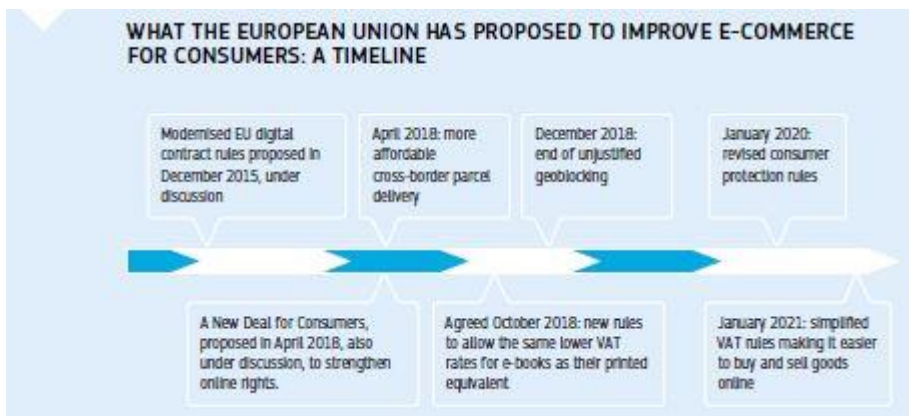 WHAT THE EUROPEAN UNION HAS PROPOSED TO IMPROVE E-COMMERCE
FOR CONSUMERS: A TIMELINE
Modernised EU digital
contract rules proposed in
December 2015, under
discussion
April 2018: more
affordable
cross-border parcel
delivery
December 2018:
end of unjustified
geoblocking
January 2020:
revised consumer
protection rules
A New Deal for Consumers,
proposed in April 2018, also
under discussion, to strengthen
online rights.
Agreed October 2018: new rules
to allow the same lower VAT
rates for e-books as their printed
equivalent
January 2021: simplified
VAT rules making it easier
to buy and sell goods
online